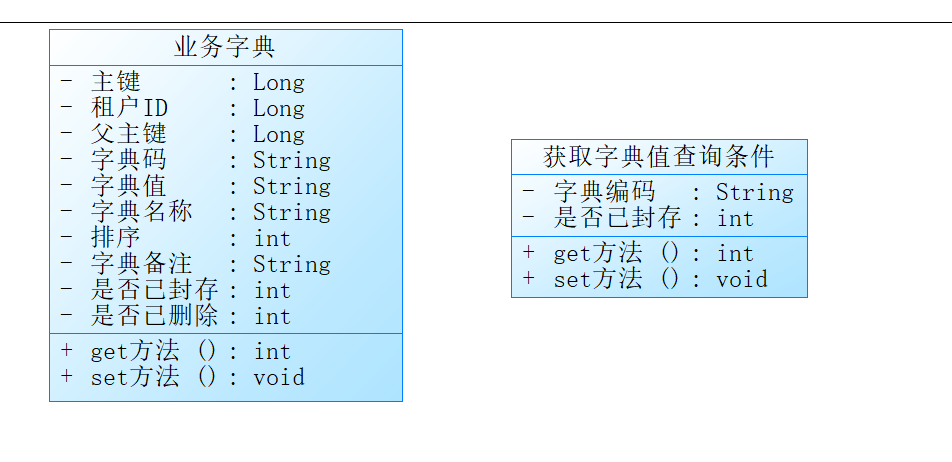 业务字典
- 主键 : Long
- 租户ID : Long
- 父主键 : Long
- 字典码 : String
- 字典值 : String
- 字典名称 : String
- 排序 : int
- 字典备注 : String
- 是否已封存 : int
- 是否已删除 : int
+ get方法 () : int
+ set方法 () : void
获取字典值查询条件
- 字典编码 : String
- 是否已封存 : int
+ get方法 () : int
+ set方法 () : void